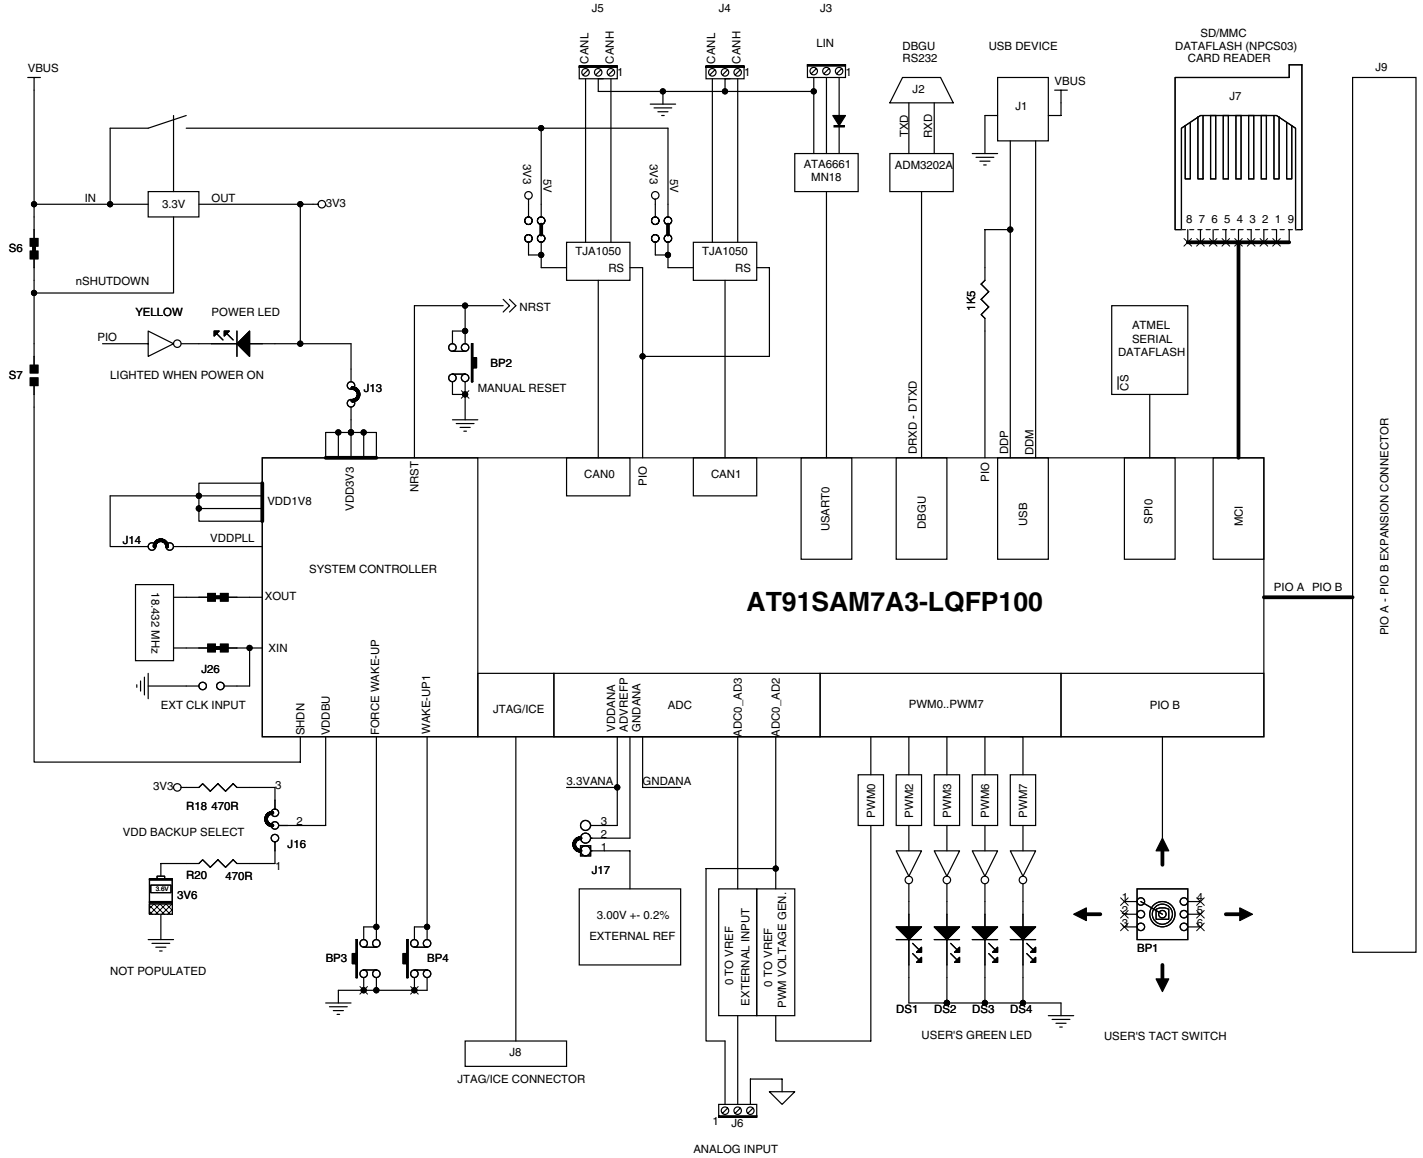 J5
J4
J3
CANL
CANH
CANL
CANH
LIN
DBGU
RS232
USB DEVICE
SD/MMC
DATAFLASH (NPCS03)
CARD READER
J9
VBUS
1
1
1
J2
TXD
RXD
J1
VBUS
J7
ATA6661
MN18
ADM3202A
3V3
5V
3V3
5V
IN
3.3V
OUT
3V3
S6
nSHUTDOWN
TJA1050
RS
TJA1050
RS
8 7 6 5 4 3 2 1 9
YELLOW
POWER LED
PIO
LIGHTED WHEN POWER ON
S7
NRST
BP2
MANUAL RESET
J13
1K5
ATMEL
SERIAL
DATAFLASH
CS
DRXD - DTXD
PIO
DDP
DDM
VDD3V3
NRST
CAN0
PIO
CAN1
USART0
DBGU
USB
SPI0
MCI
VDD1V8
J14
VDDPLL
SYSTEM CONTROLLER
AT91SAM7A3-LQFP100
PIO A PIO B
PIO A - PIO B EXPANSION CONNECTOR
18.432 MHz
XOUT
XIN
J26
EXT CLK INPUT
SHDN
VDDBU
FORCE WAKE-UP
WAKE-UP1
JTAG/ICE
VDDANA
ADVREFP
GNDANA
ADC
ADC0_AD3
ADC0_AD2
PWM0..PWM7
PIO B
3V3
R18 470R
3
2
VDD BACKUP SELECT
J16
1
R20 470R
3.6V
3V6
NOT POPULATED
BP3
BP4
3.3VANA
GNDANA
3
2
1
J17
3.00V +- 0.2%
EXTERNAL REF
0 TO VREF
EXTERNAL INPUT
0 TO VREF
PWM VOLTAGE GEN.
PWM0
PWM2
PWM3
PWM6
PWM7
DS1
DS2
DS3
DS4
USER'S GREEN LED
1
2
3
4
5
6
BP1
USER'S TACT SWITCH
J8
JTAG/ICE CONNECTOR
1
J6
ANALOG INPUT